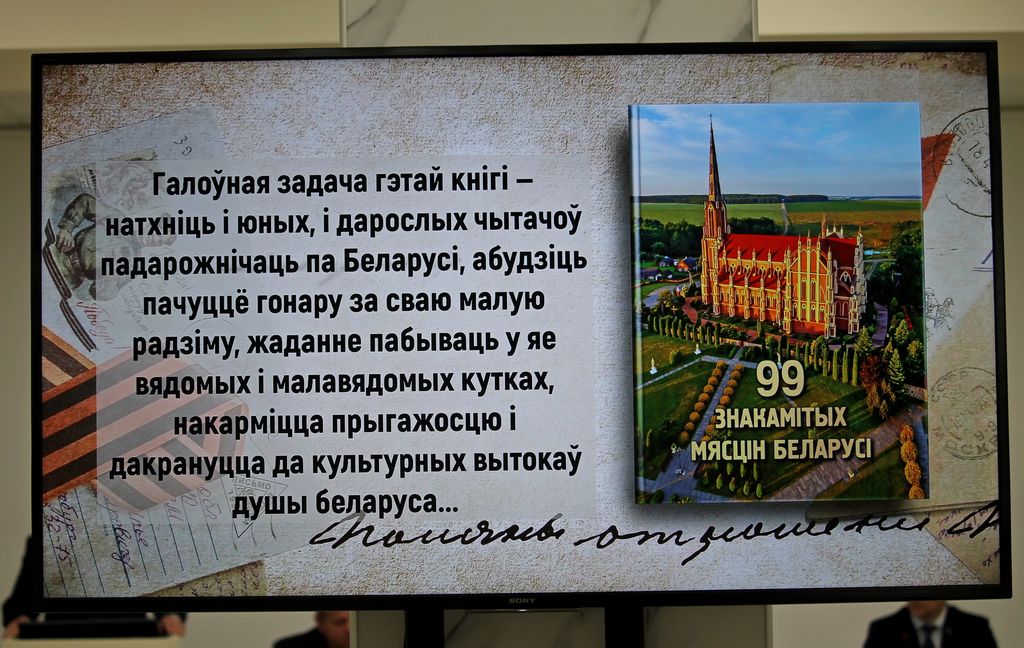 Галоўная задача гэтай кнігі –
натхніць і юных, і дарослых чытачоў
падарожнічаць па Беларусі, абудзіць
пачуццё гонару за сваю малую
радзіму, жаданне пабываць у яе
вядомых і малавядомых кутках,
накарміцца прыгажосцю і
дакрануцца да культурных вытокаў
душы беларуса...
99
ЗНАКАМІТЫХ
МЯСЦІН БЕЛАРУСІ
ПИСЬМО
SONY